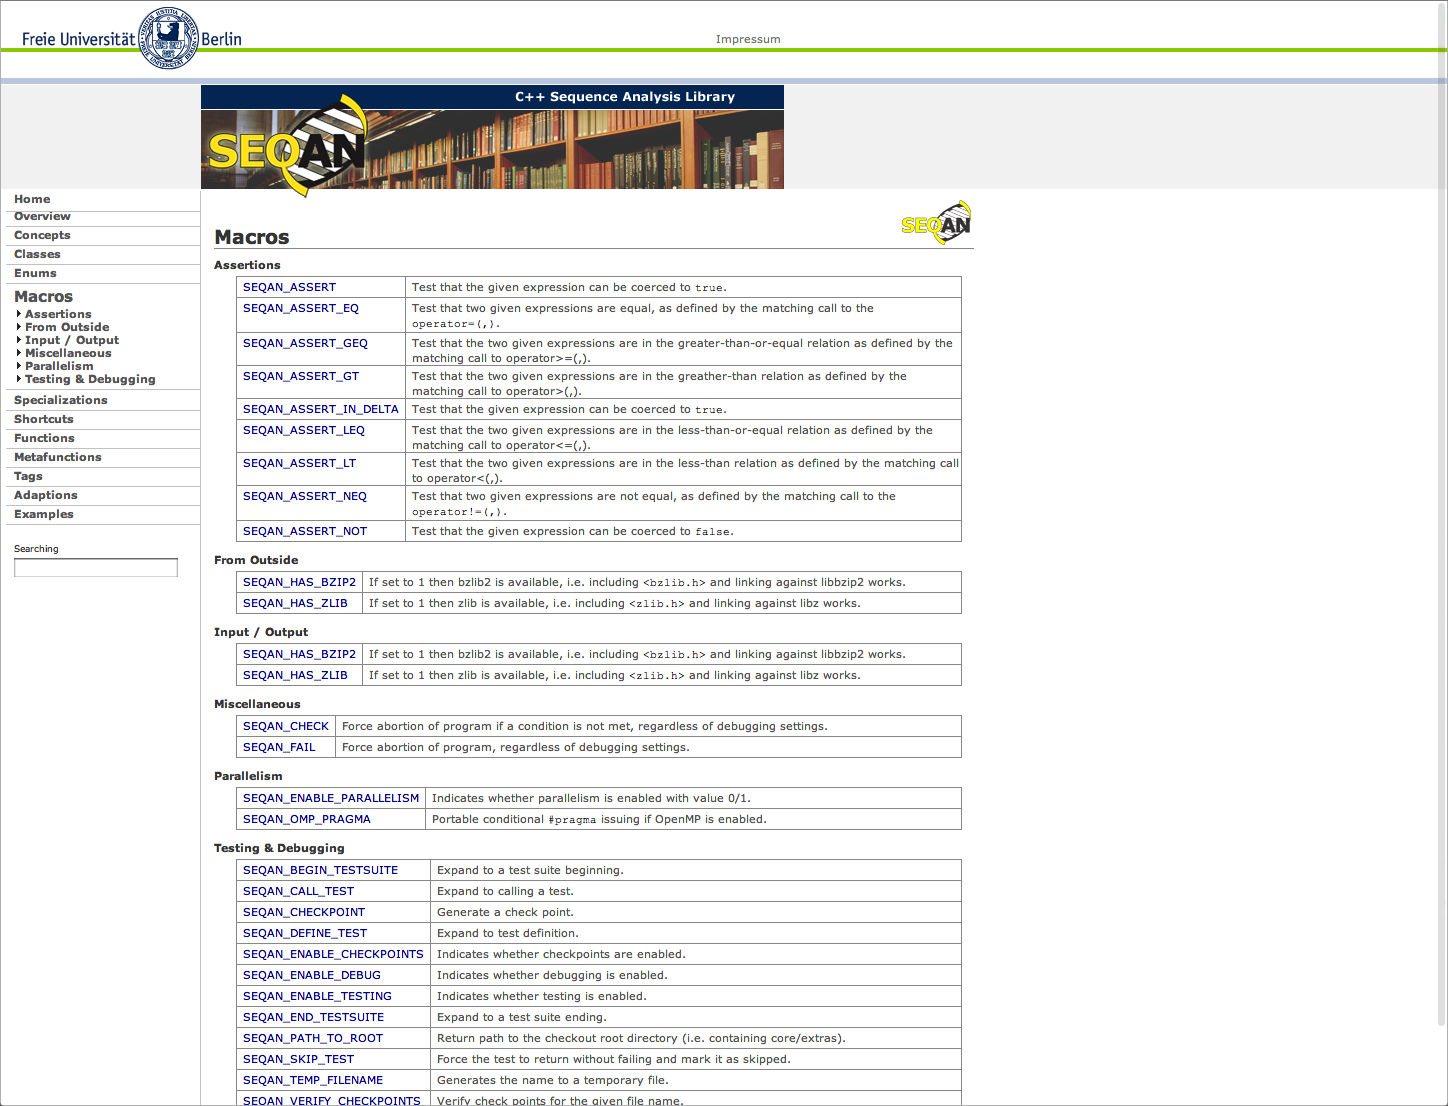 Freie Universität Berlin
Impressum
C++ Sequence Analysis Library
SEQAN
Home
Overview
Concepts
Classes
Enums
Macros
Assertions
From Outside
Input / Output
Miscellaneous
Parallelism
Testing & Debugging
Specializations
Shortcuts
Functions
Metafunctions
Tags
Adaptions
Examples
Searching
SEQAN
Macros
Assertions
SEQAN_ASSERT Test that the given expression can be coerced to true.
SEQAN_ASSERT_EQ Test that two given expressions are equal, as defined by the matching call to the
operator=(,).
SEQAN_ASSERT_GEQ Test that the two given expressions are in the greater-than-or-equal relation as defined by the
matching call to operator>=(,).
SEQAN_ASSERT_GT Test that the two given expressions are in the greather-than relation as defined by the
matching call to operator>(,).
SEQAN_ASSERT_IN_DELTA Test that the given expression can be coerced to true.
SEQAN_ASSERT_LEQ Test that the two given expressions are in the less-than-or-equal relation as defined by the
matching call to operator<=(,).
SEQAN_ASSERT_LT Test that the two given expressions are in the less-than relation as defined by the matching call
to operator<(,).
SEQAN_ASSERT_NEQ Test that two given expressions are not equal, as defined by the matching call to the
operator!=(,).
SEQAN_ASSERT_NOT Test that the given expression can be coerced to false.
From Outside
SEQAN_HAS_BZIP2 If set to 1 then bzlib2 is available, i.e. including <bzlib.h> and linking against libbzip2 works.
SEQAN_HAS_ZLIB If set to 1 then zlib is available, i.e. including <zlib.h> and linking against libz works.
Input / Output
SEQAN_HAS_BZIP2 If set to 1 then bzlib2 is available, i.e. including <bzlib.h> and linking against libbzip2 works.
SEQAN_HAS_ZLIB If set to 1 then zlib is available, i.e. including <zlib.h> and linking against libz works.
Miscellaneous
SEQAN_CHECK Force abortion of program if a condition is not met, regardless of debugging settings.
SEQAN_FAIL Force abortion of program, regardless of debugging settings.
Parallelism
SEQAN_ENABLE_PARALLELISM Indicates whether parallelism is enabled with value 0/1.
SEQAN_OMP_PRAGMA Portable conditional #pragma issuing if OpenMP is enabled.
Testing & Debugging
SEQAN_BEGIN_TESTSUITE Expand to a test suite beginning.
SEQAN_CALL_TEST Expand to calling a test.
SEQAN_CHECKPOINT Generate a check point.
SEQAN_DEFINE_TEST Expand to test definition.
SEQAN_ENABLE_CHECKPOINTS Indicates whether checkpoints are enabled.
SEQAN_ENABLE_DEBUG Indicates whether debugging is enabled.
SEQAN_ENABLE_TESTING Indicates whether testing is enabled.
SEQAN_END_TESTSUITE Expand to a test suite ending.
SEQAN_PATH_TO_ROOT Return path to the checkout root directory (i.e. containing core/extras).
SEQAN_SKIP_TEST Force the test to return without failing and mark it as skipped.
SEQAN_TEMP_FILENAME Generates the name to a temporary file.
SEQAN_VERIFY_CHECKPOINTS Verify check points for the given file name.